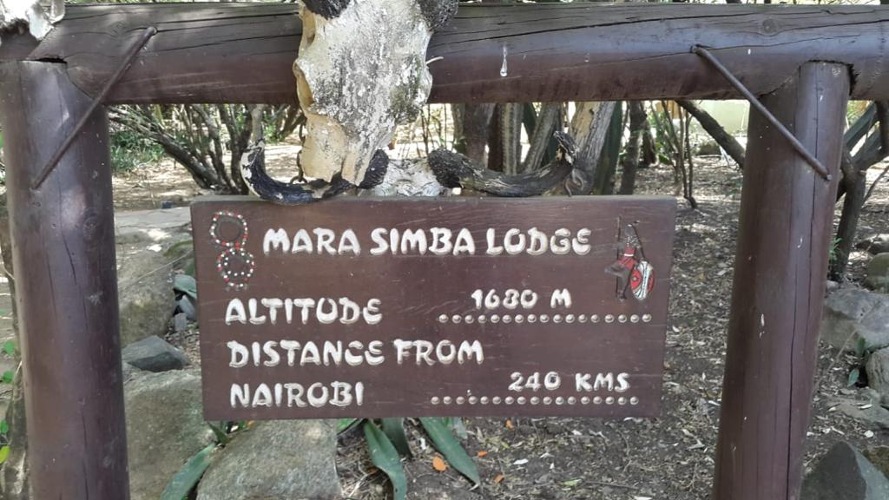 MARA SIMBA LODGE
ALTITUDE 1680 M
DISTANCE FROM
NAIROBI 240 KMS